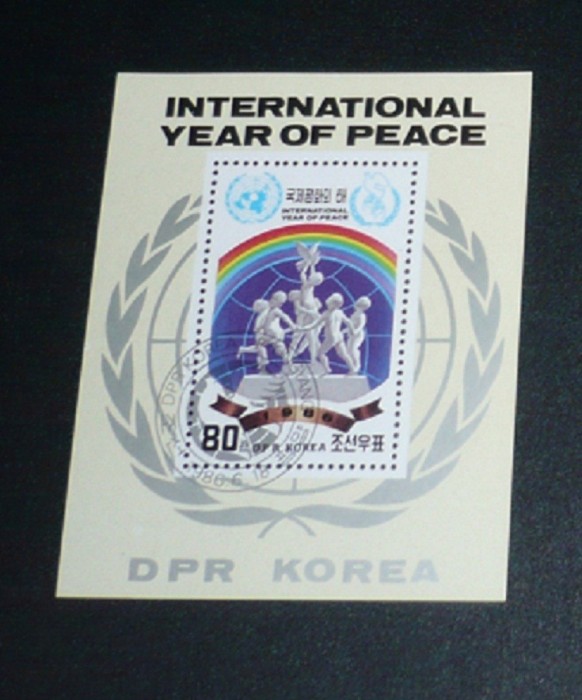 INTERNATIONAL
YEAR OF PEACE
국제평화의 해
INTERNATIONAL
YEAR OF PEACE
1986
80
DPR KOREA 조선우표
DPR KOREA